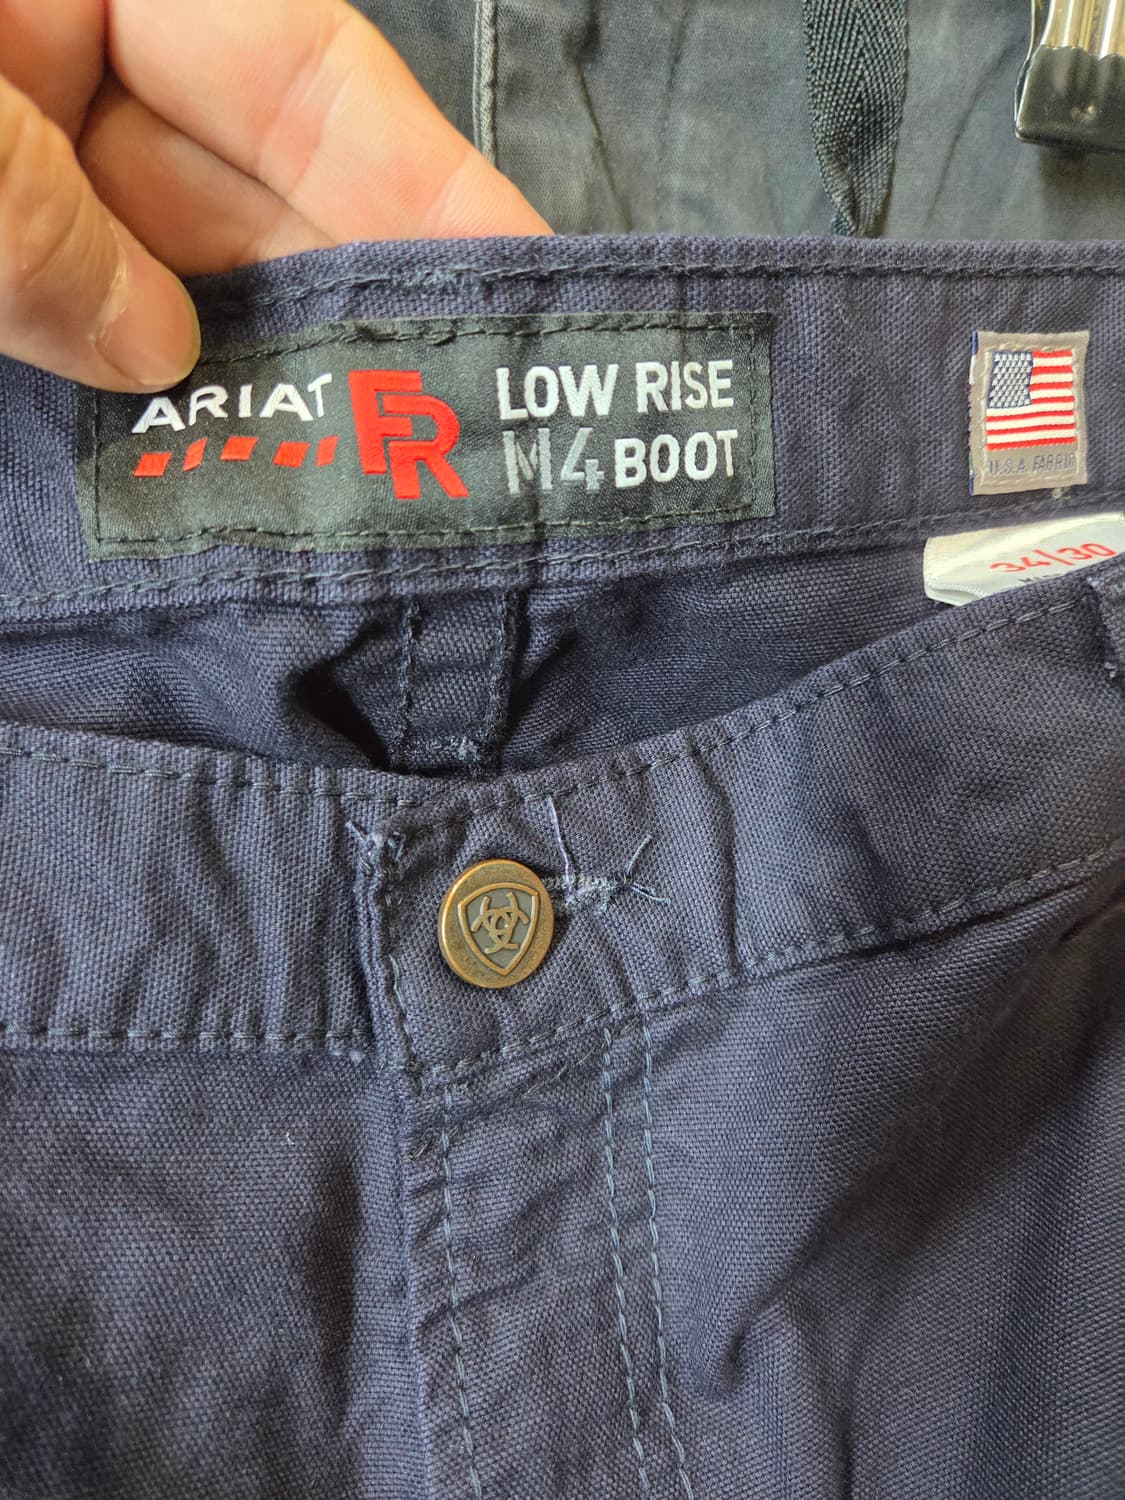 ARIAT FR LOW RISE
M4 BOOT
U.S.A. FABRIC
34/30